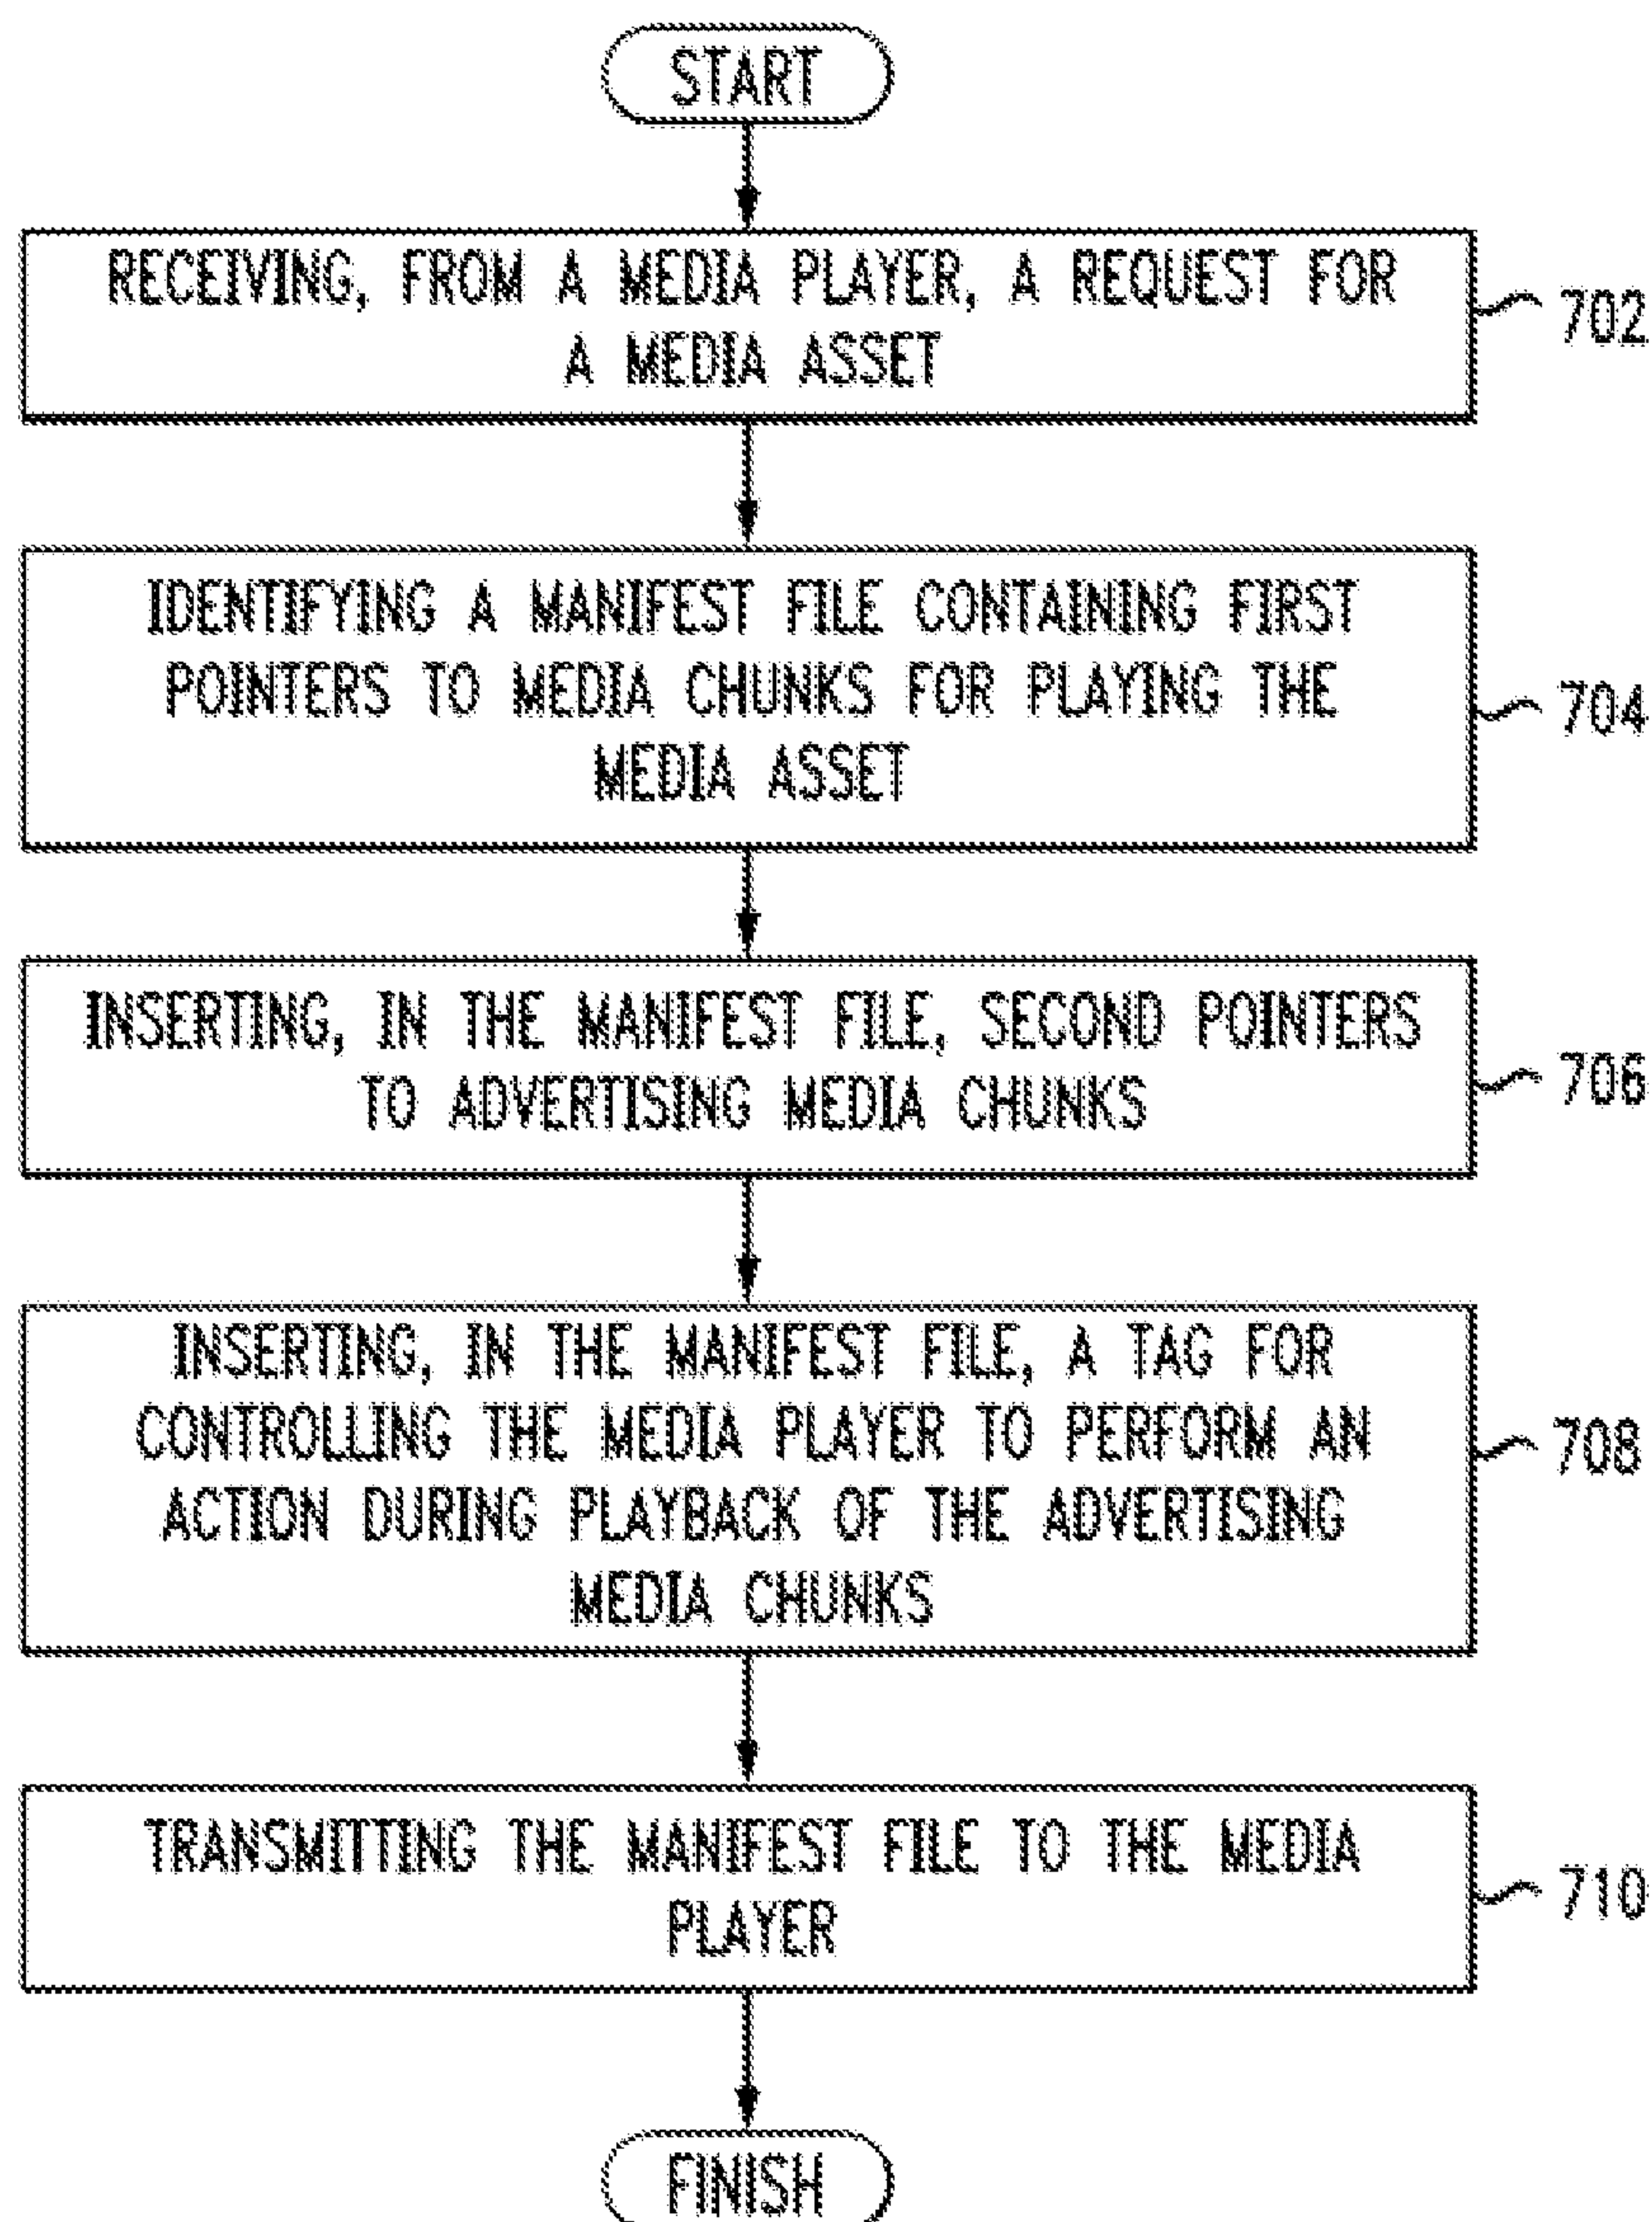 START
RECEIVING, FROM A MEDIA PLAYER, A REQUEST FOR
A MEDIA ASSET
702
IDENTIFYING A MANIFEST FILE CONTAINING FIRST
POINTERS TO MEDIA CHUNKS FOR PLAYING THE
MEDIA ASSET
704
INSERTING, IN THE MANIFEST FILE, SECOND POINTERS
TO ADVERTISING MEDIA CHUNKS
706
INSERTING, IN THE MANIFEST FILE, A TAG FOR
CONTROLLING THE MEDIA PLAYER TO PERFORM AN
ACTION DURING PLAYBACK OF THE ADVERTISING
MEDIA CHUNKS
708
TRANSMITTING THE MANIFEST FILE TO THE MEDIA
PLAYER
710
FINISH